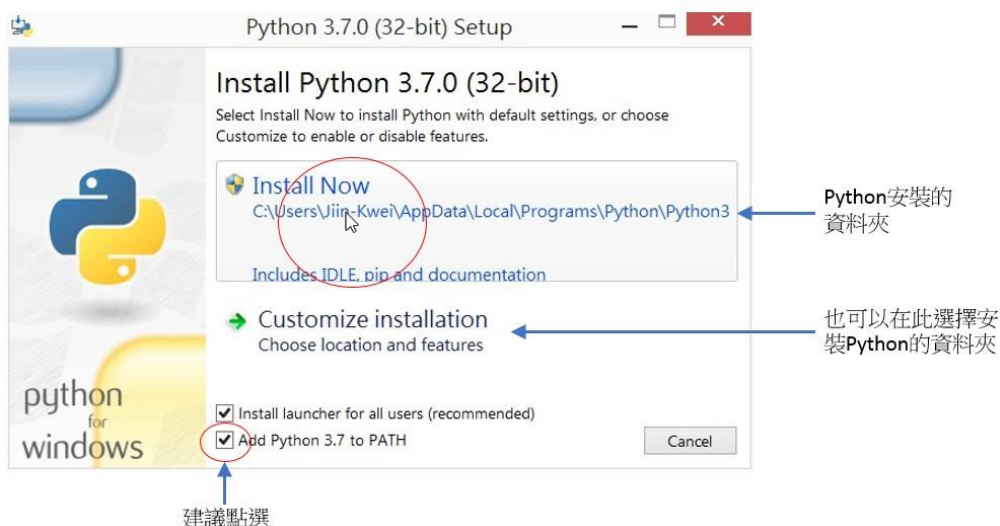 Python 3.7.0 (32-bit) Setup
Install Python 3.7.0 (32-bit)
Select Install Now to install Python with default settings, or choose
Customize to enable or disable features.
Install Now
C:\Users\Jiin-Kwei\AppData\Local\Programs\Python\Python3
Includes IDLE, pip and documentation
Python安裝的
資料夾
Customize installation
Choose location and features
也可以在此選擇安
裝Python的資料夾
python
for
windows
Install launcher for all users (recommended)
Add Python 3.7 to PATH
Cancel
建議點選